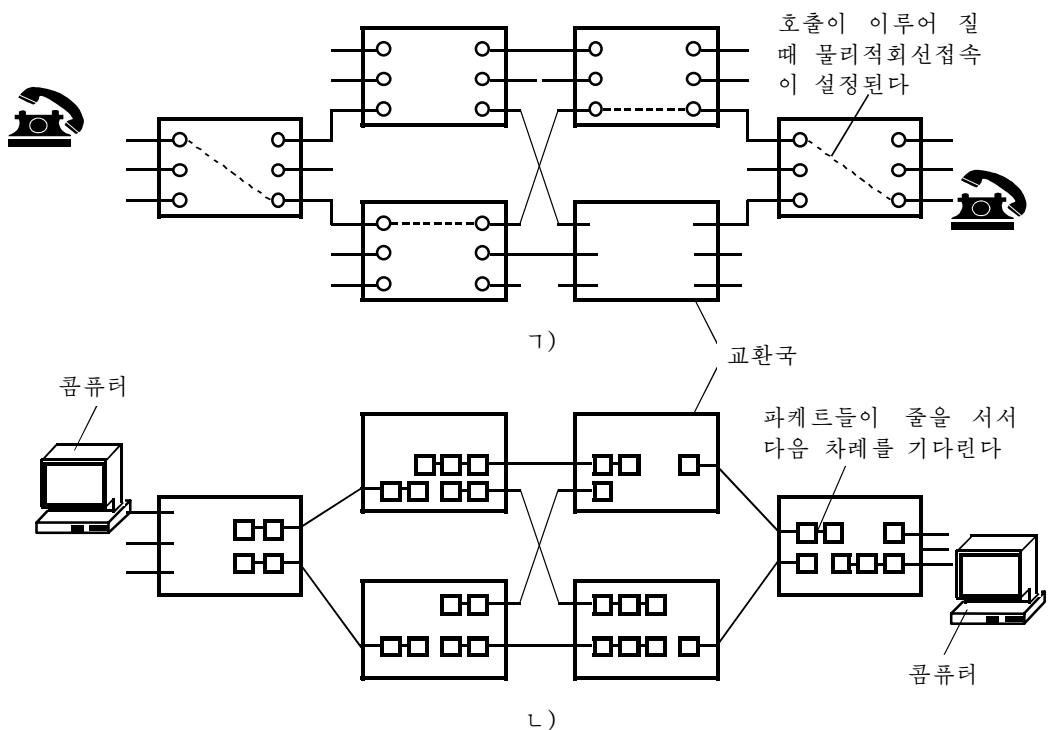 호출이 이루어 질
때 물리적회선접속
이 설정된다
ㄱ)
교환국
콤퓨터
파케트들이 줄을 서서
다음 차례를 기다린다
콤퓨터
ㄴ)